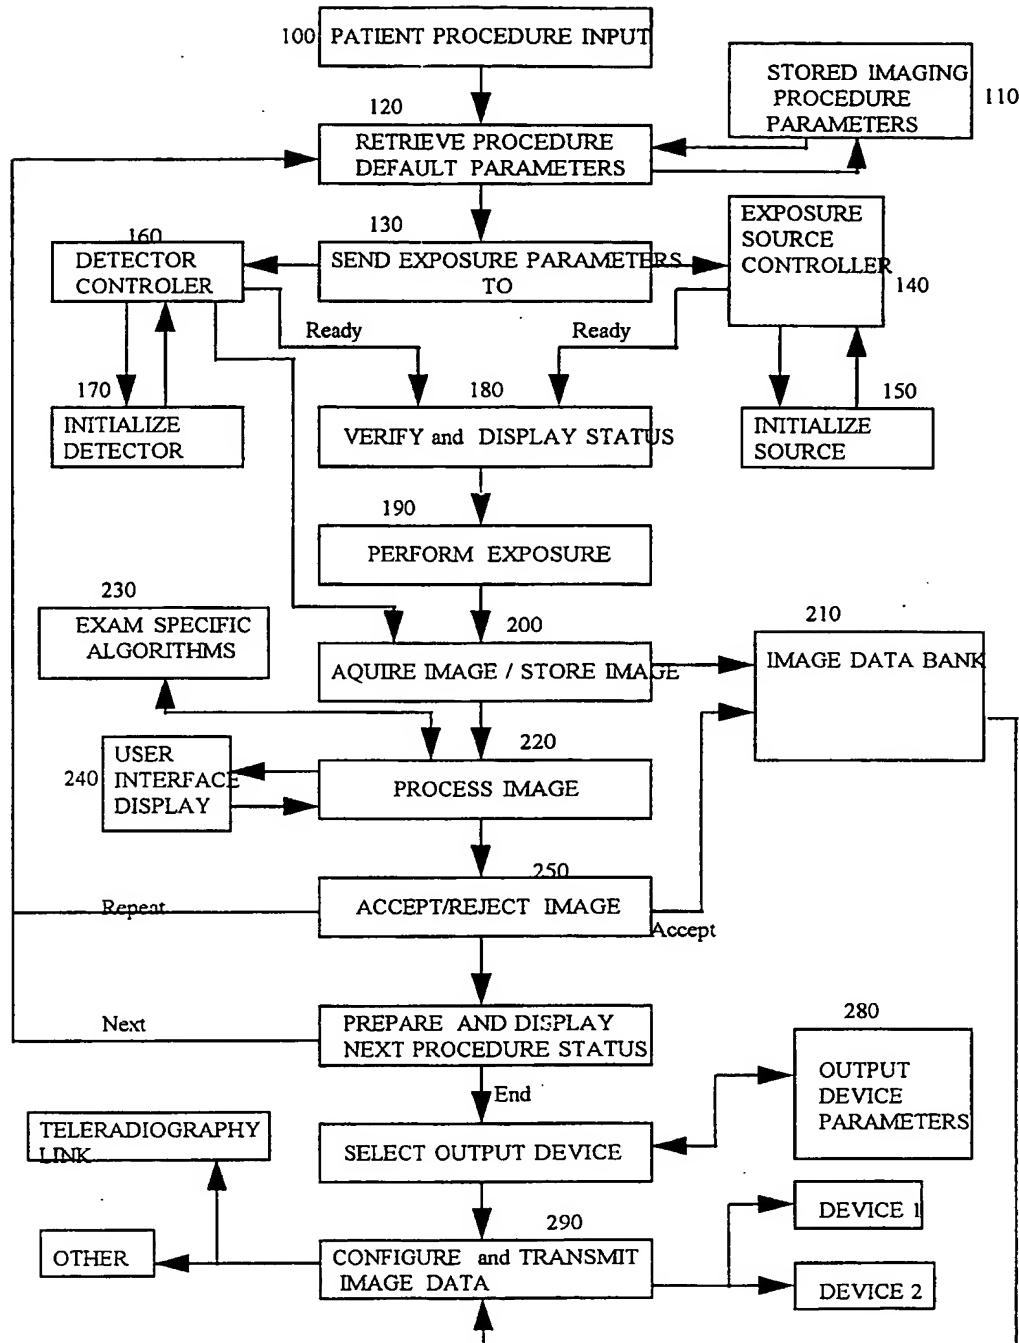 100 PATIENT PROCEDURE INPUT
STORED IMAGING
PROCEDURE
PARAMETERS
110
120
RETRIEVE PROCEDURE
DEFAULT PARAMETERS
130
SEND EXPOSURE PARAMETERS
TO
EXPOSURE
SOURCE
CONTROLLER
140
160
DETECTOR
CONTROLER
Ready
Ready
170
INITIALIZE
DETECTOR
180
VERIFY and DISPLAY STATUS
150
INITIALIZE
SOURCE
190
PERFORM EXPOSURE
230
EXAM SPECIFIC
ALGORITHMS
200
AQUIRE IMAGE / STORE IMAGE
210
IMAGE DATA BANK
240
USER
INTERFACE
DISPLAY
220
PROCESS IMAGE
250
ACCEPT/REJECT IMAGE
Repeat
Accept
Next
PREPARE AND DISPLAY
NEXT PROCEDURE STATUS
280
OUTPUT
DEVICE
PARAMETERS
End
TELERADIOGRAPHY
LINK
SELECT OUTPUT DEVICE
DEVICE 1
290
OTHER
CONFIGURE and TRANSMIT
IMAGE DATA
DEVICE 2